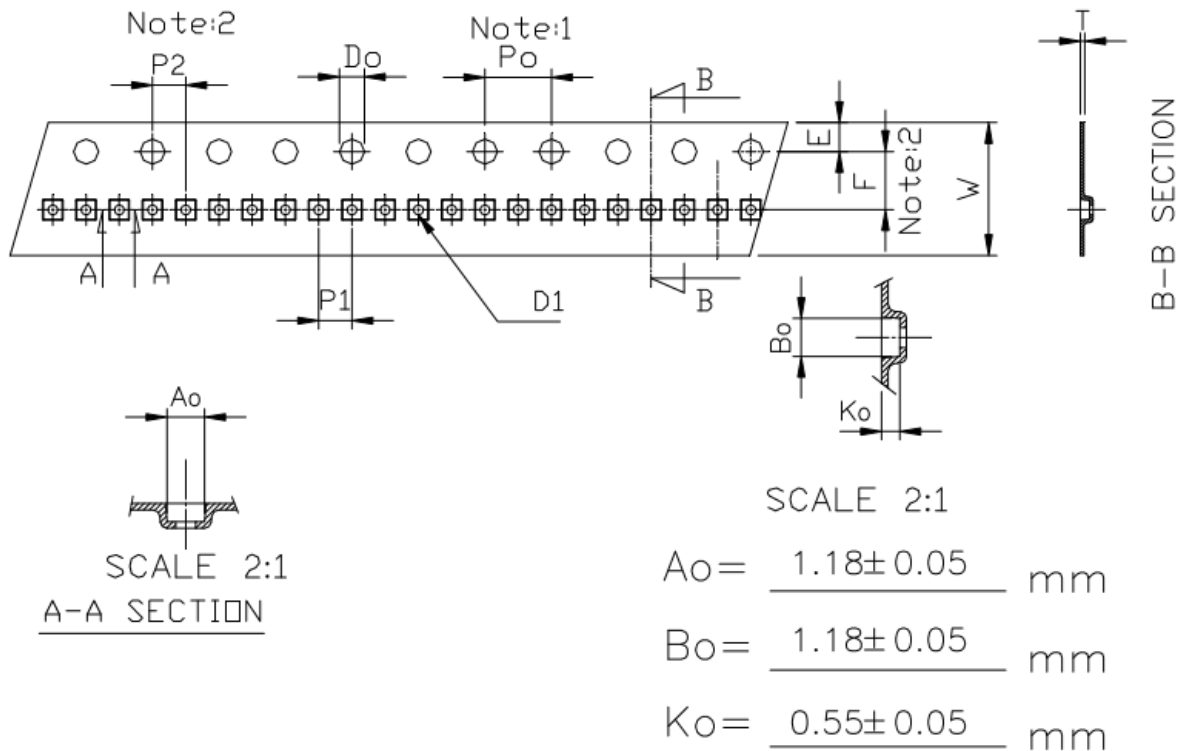 Note:2
P2
Do
Note:1
Po
B
E
F
Note:2
W
T
B-B SECTION
A
A
P1
D1
B
Bo
Ko
Ao
SCALE 2:1
A-A SECTION
SCALE 2:1
Ao= 1.18±0.05 mm
Bo= 1.18±0.05 mm
Ko= 0.55±0.05 mm